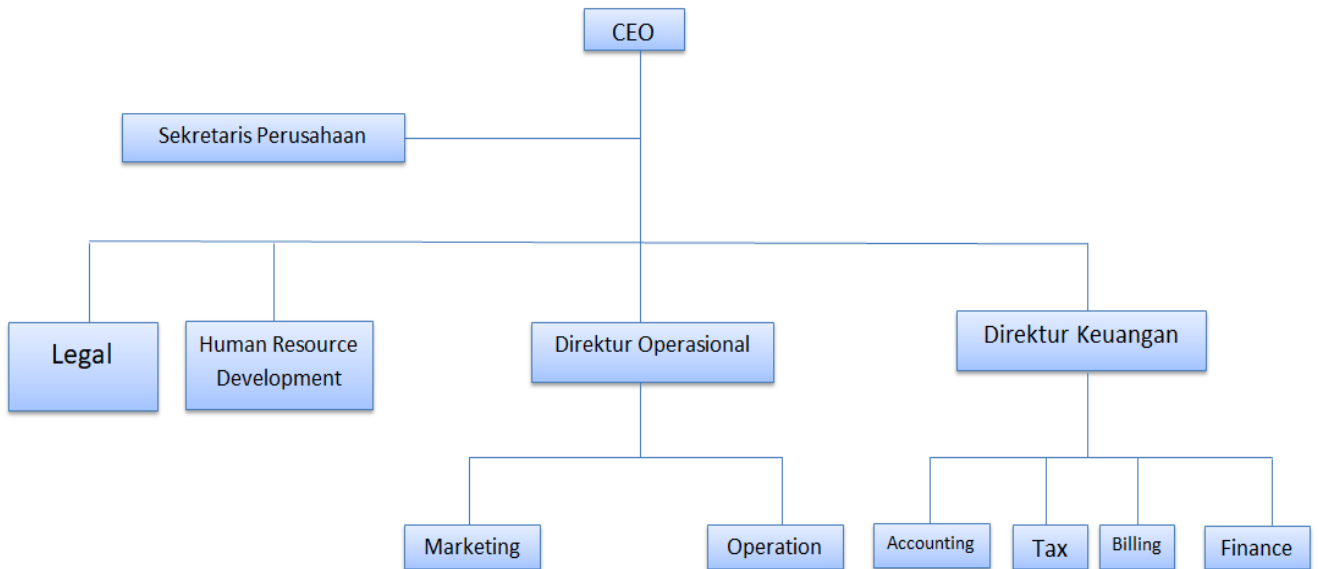 CEO
Sekretaris Perusahaan
Legal
Human Resource
Development
Direktur Operasional
Direktur Keuangan
Marketing
Operation
Accounting
Tax
Billing
Finance